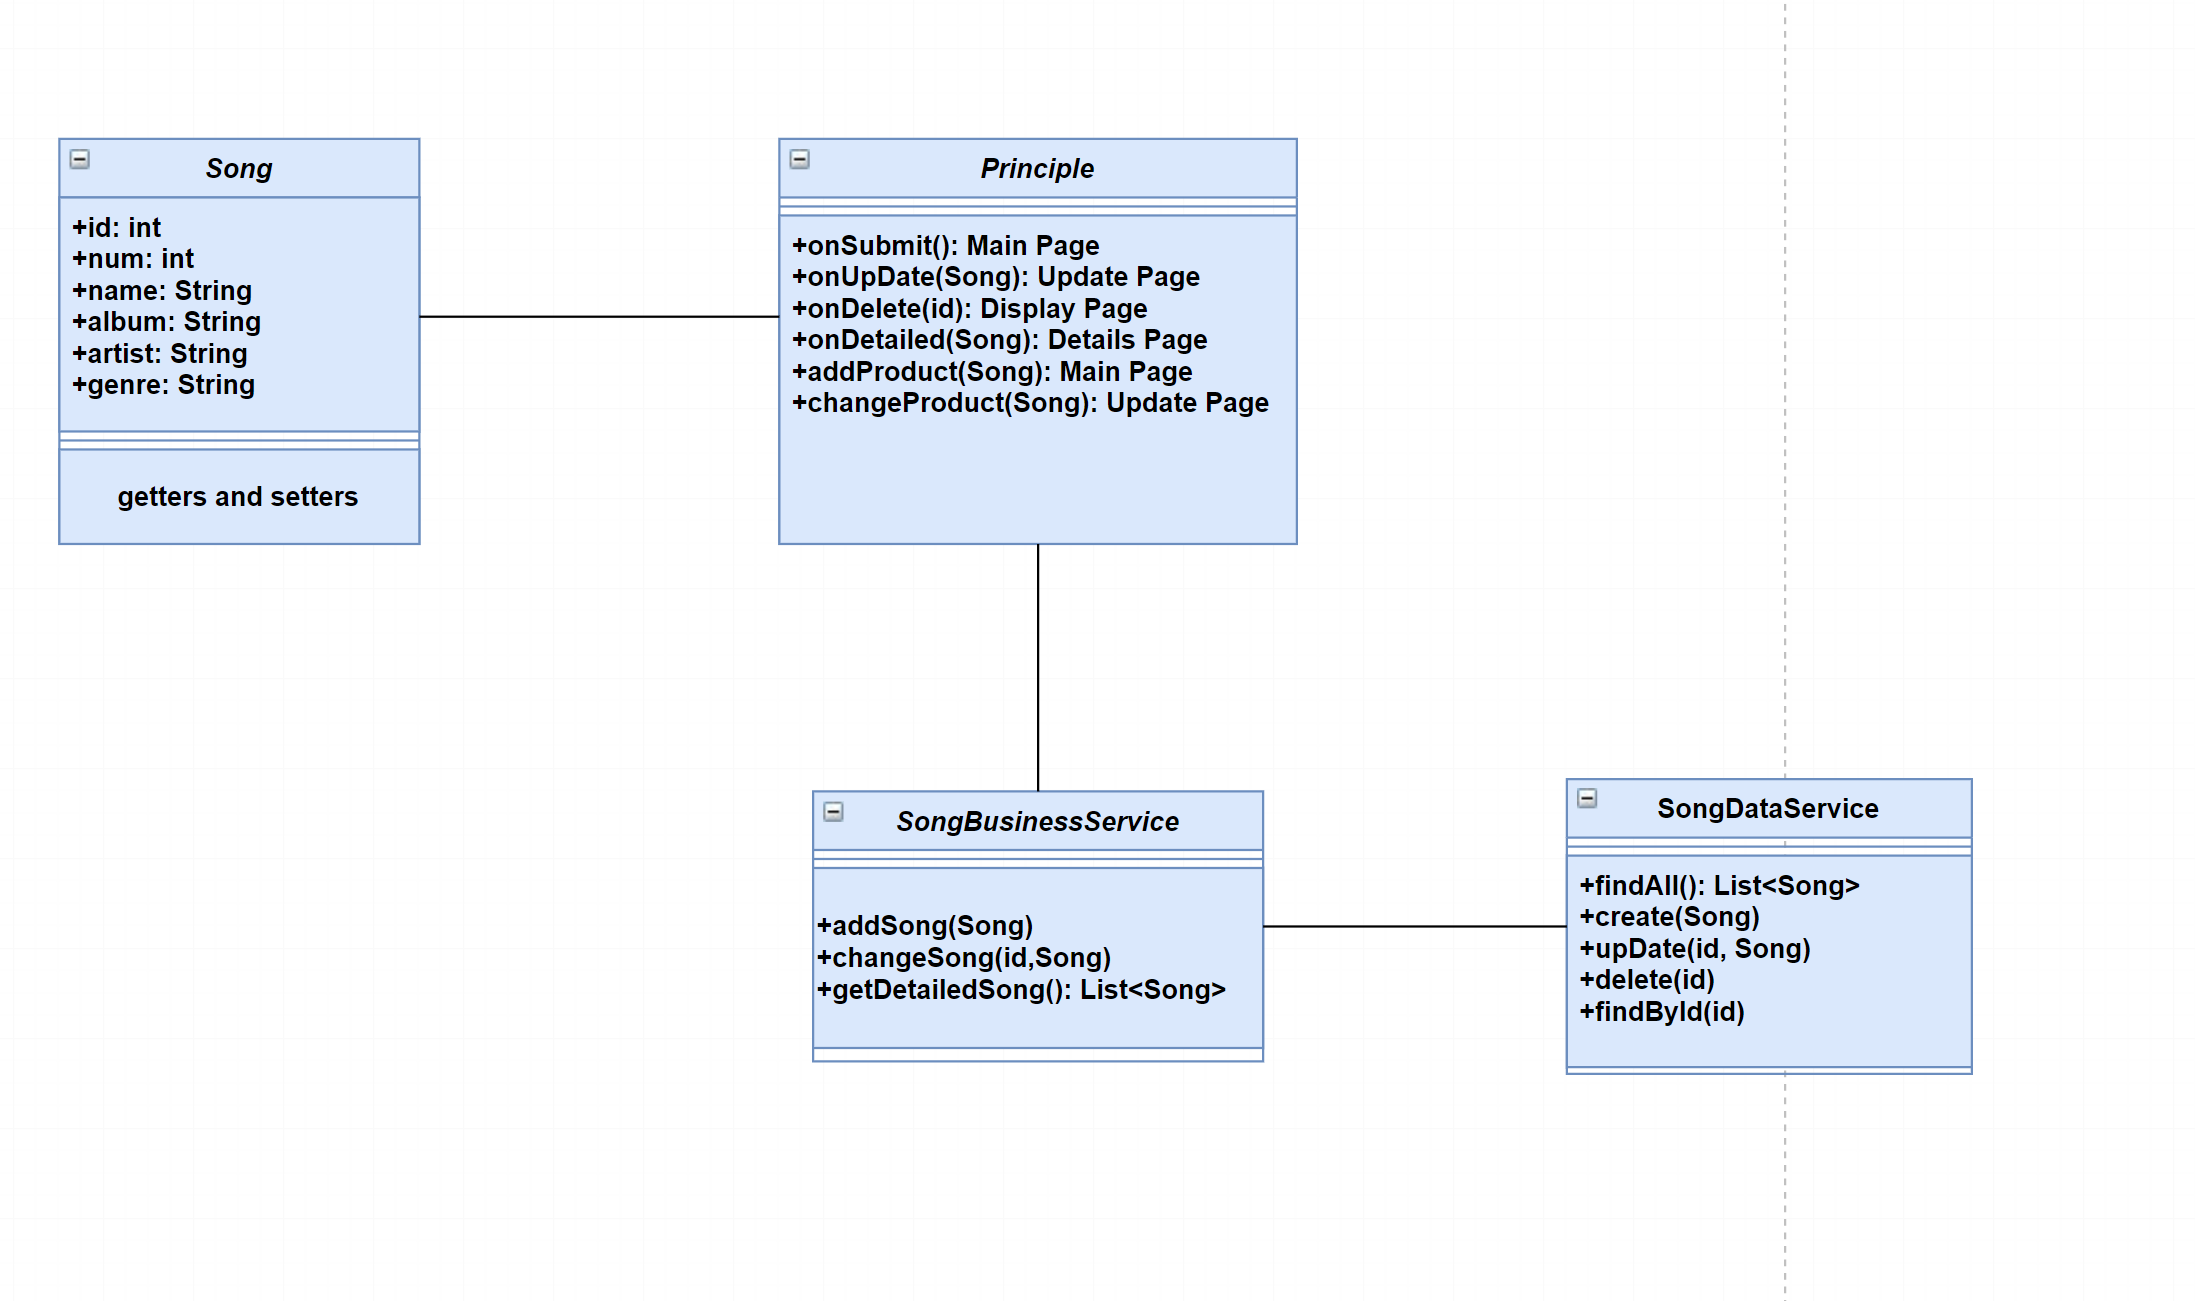 Song
+id: int
+num: int
+name: String
+album: String
+artist: String
+genre: String
getters and setters
Principle
+onSubmit(): Main Page
+onUpDate(Song): Update Page
+onDelete(id): Display Page
+onDetailed(Song): Details Page
+addProduct(Song): Main Page
+changeProduct(Song): Update Page
SongBusinessService
+addSong(Song)
+changeSong(id,Song)
+getDetailedSong(): List<Song>
SongDataService
+findAll(): List<Song>
+create(Song)
+upDate(id, Song)
+delete(id)
+findById(id)